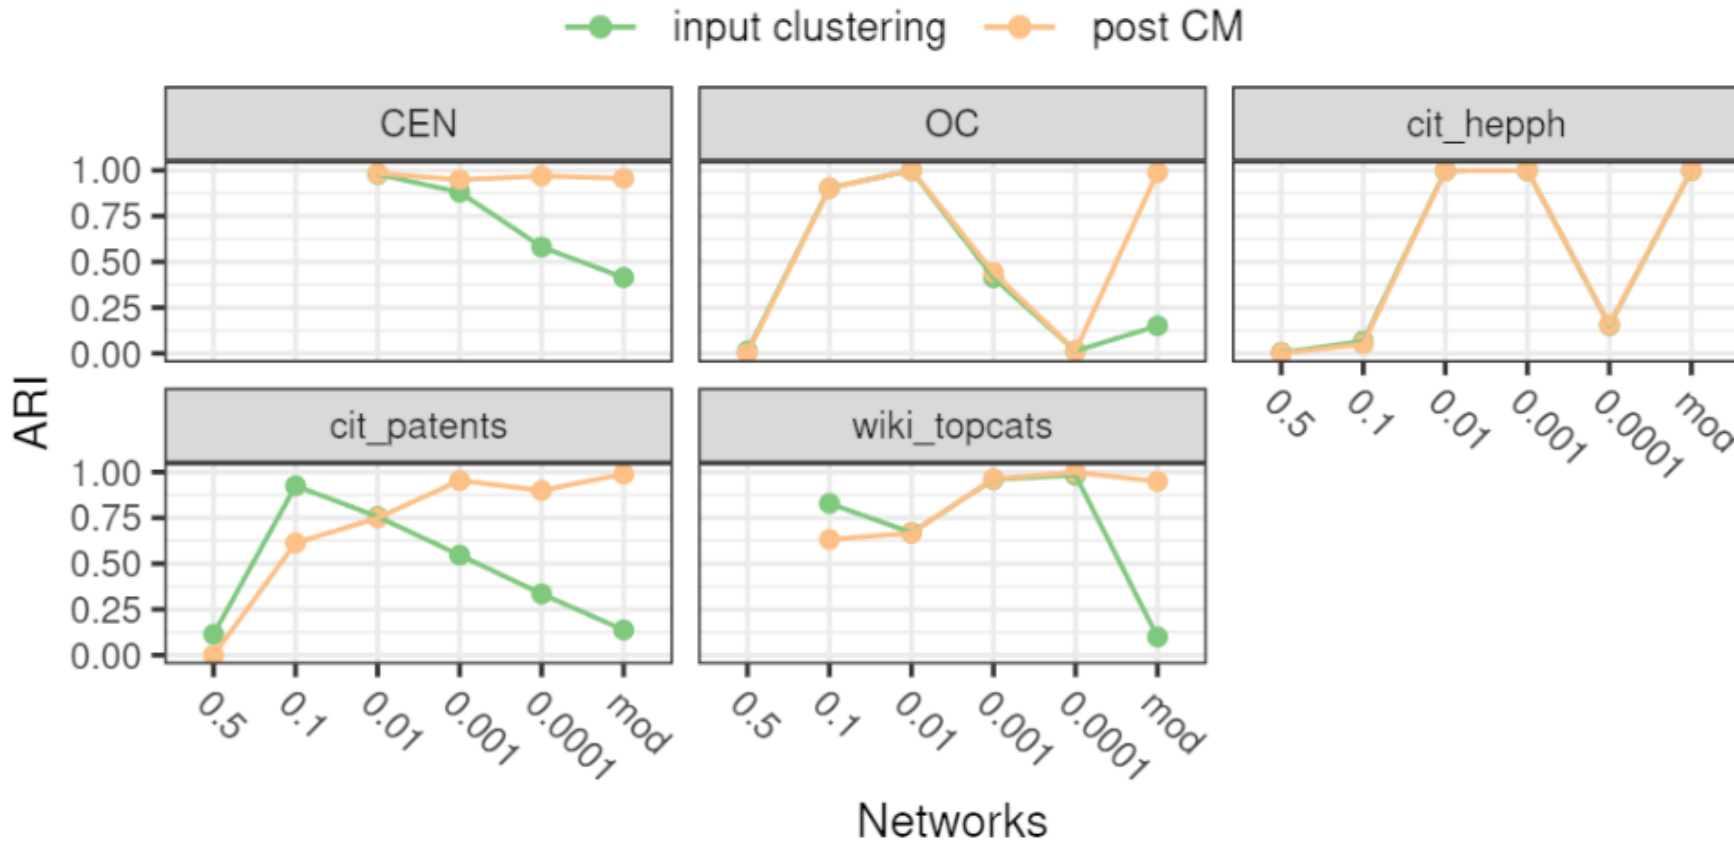 input clustering post CM
CEN OC cit_hepph
1.00
0.75
0.50
0.25
0.00
ARI
0.5 0.1 0.01 0.001 0.0001 mod
cit_patents wiki_topcats
1.00
0.75
0.50
0.25
0.00
0.5 0.1 0.01 0.001 0.0001 mod 0.5 0.1 0.01 0.001 0.0001 mod
Networks